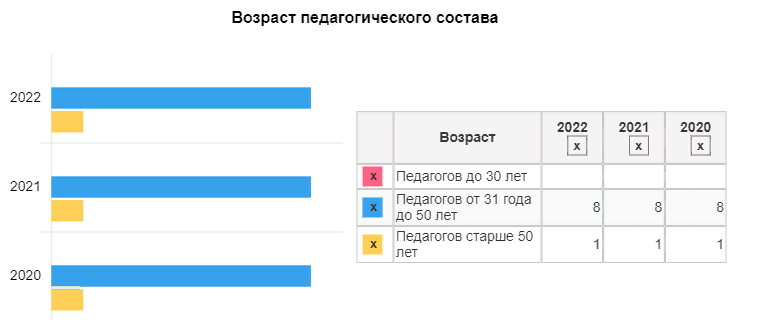 Возраст педагогического состава
2022
2021
2020
Возраст
2022
x
2021
x
2020
x
x Педагогов до 30 лет
x Педагогов от 31 года
до 50 лет
8 8 8
x Педагогов старше 50
лет
1 1 1